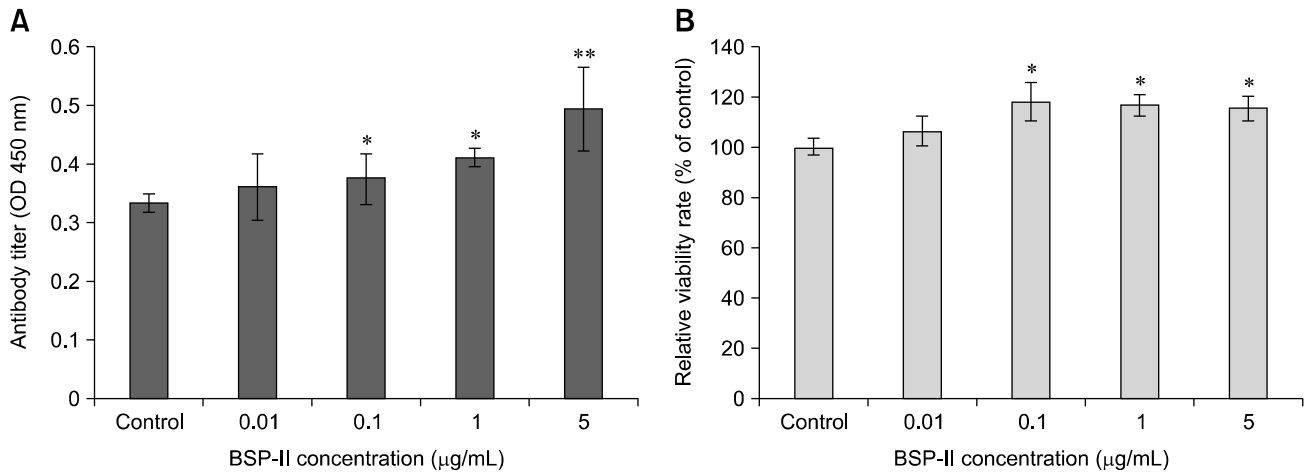 A
Antibody titer (OD 450 nm)
0.6
0.5
0.4
0.3
0.2
0.1
0
* * **
Control 0.01 0.1 1 5
BSP-II concentration (μg/mL)
B
Relative viability rate (% of control)
140
120
100
80
60
40
20
0
* * *
Control 0.01 0.1 1 5
BSP-II concentration (μg/mL)